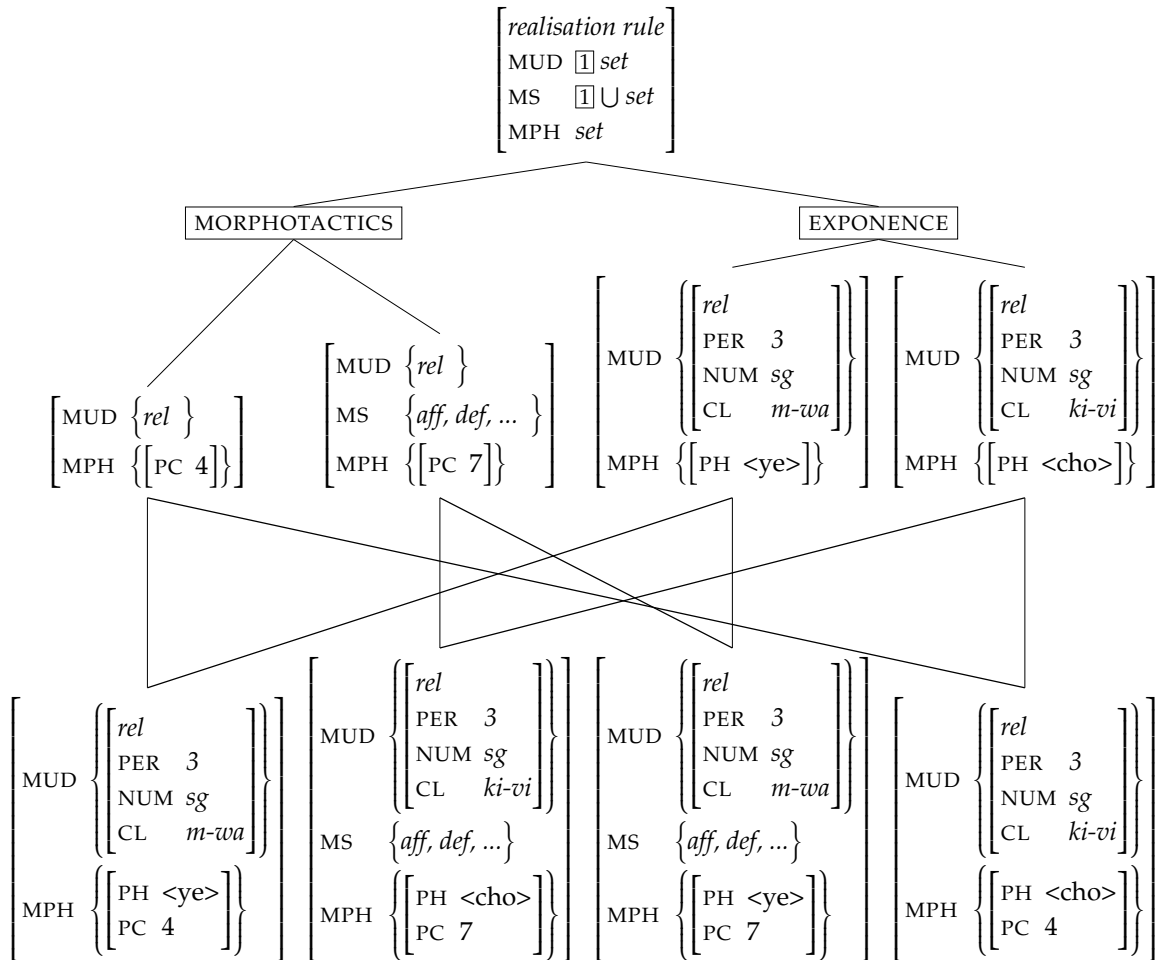 realisation rule
MUD 1 set
MS 1 ⋃ set
MPH set
MORPHOTACTICS
EXPONENCE
MUD {rel }
MPH {[PC 4]}
MUD {rel }
MS {aff, def, ... }
MPH {[PC 7]}
rel
PER 3
MUD
NUM sg
CL m-wa
MPH {[PH <ye>]}
rel
PER 3
MUD
NUM sg
CL ki-vi
MPH {[PH <cho>]}
rel
PER 3
MUD
NUM sg
CL m-wa
PH <ye>
MPH
PC 4
rel
PER 3
MUD
NUM sg
CL ki-vi
MS {aff, def, ...}
PH <cho>
MPH
PC 7
rel
PER 3
MUD
NUM sg
CL m-wa
MS {aff, def, ...}
PH <ye>
MPH
PC 7
rel
PER 3
MUD
NUM sg
CL ki-vi
PH <cho>
MPH
PC 4